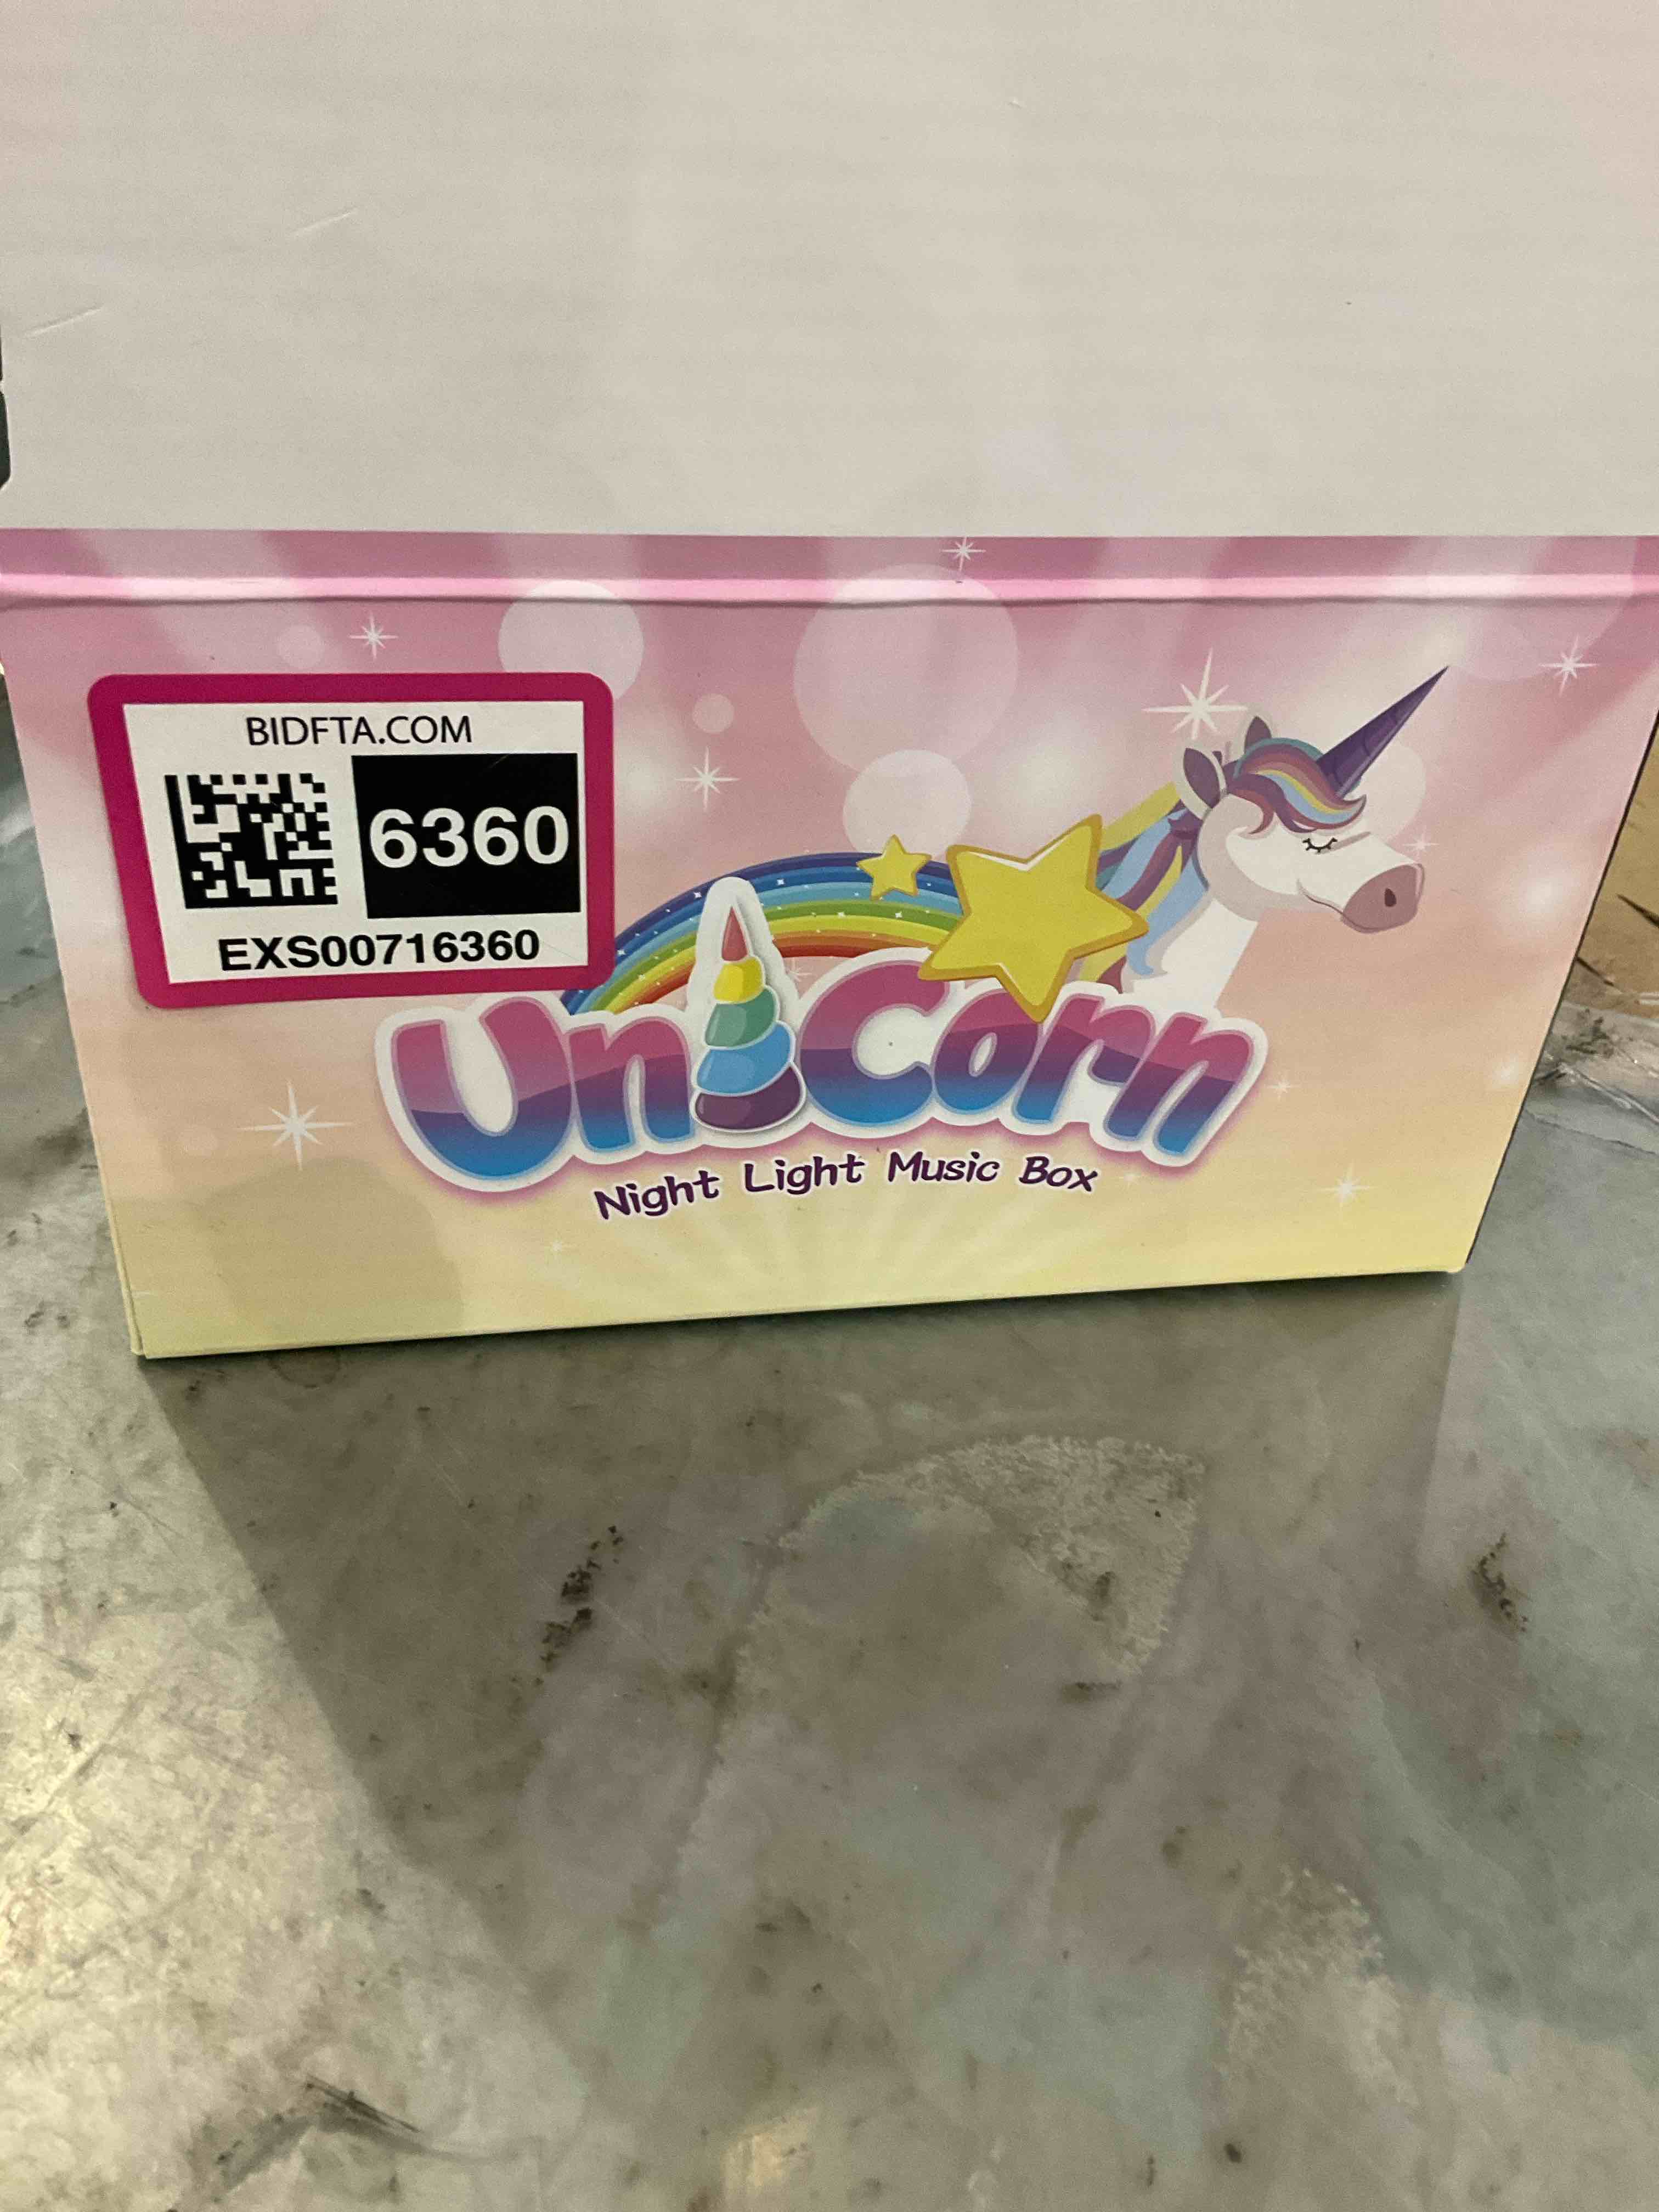 BIDFTA.COM
6360
EXS00716360
UniCorn
Night Light Music Box